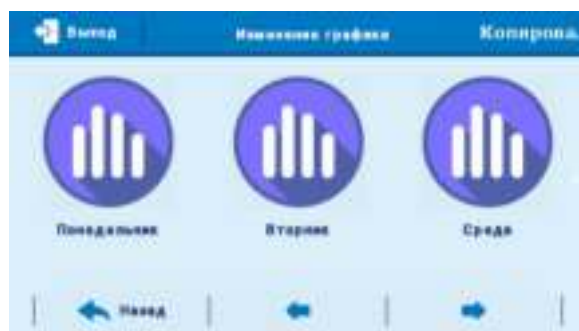 Выход
Изменение графика
Копирова
Понедельник
Вторник
Среда
Назад